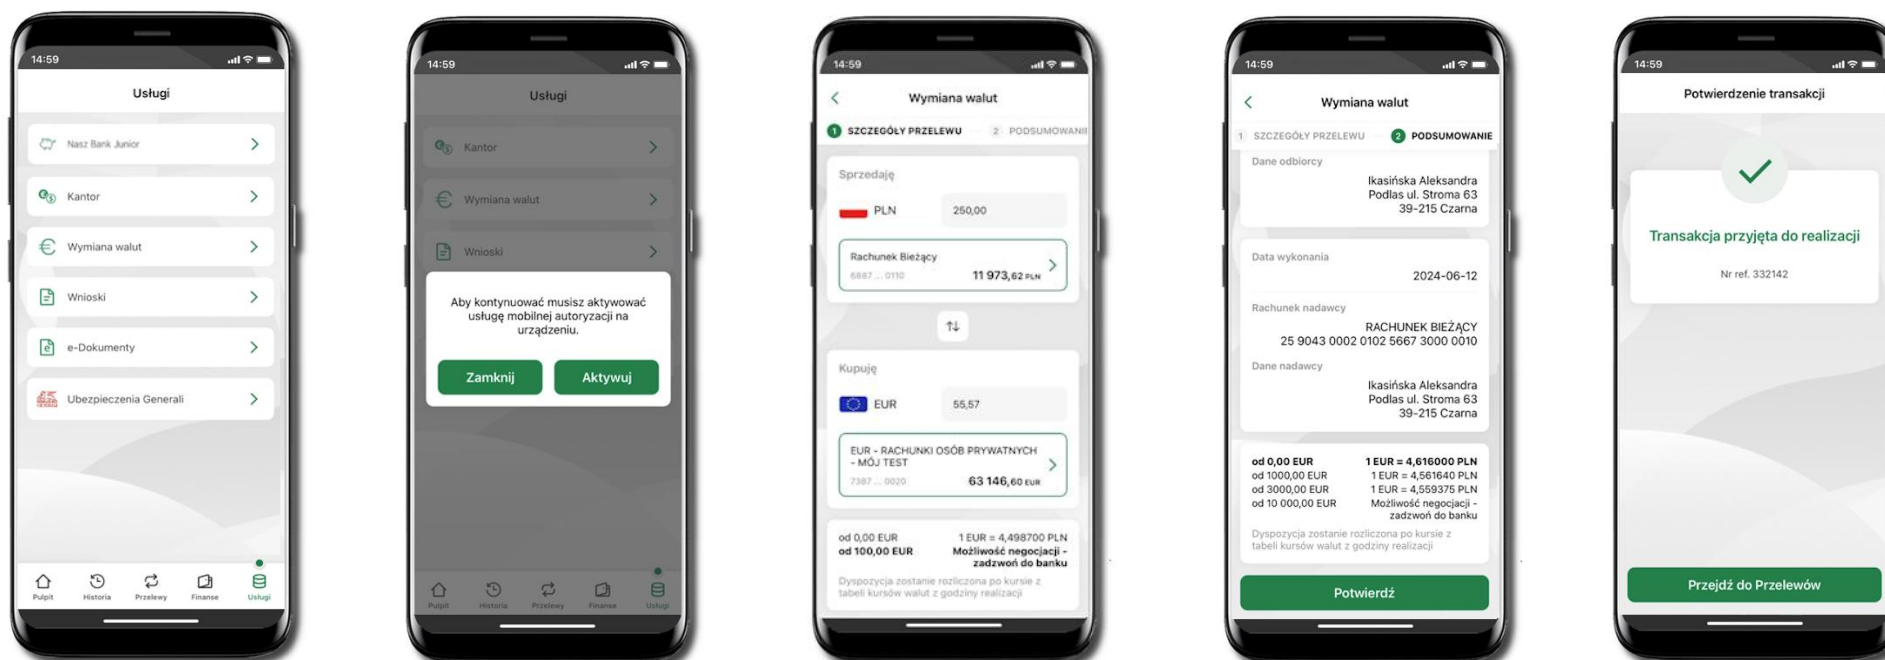 14:59
Usługi
Nasz Bank Junior
Kantor
Wymiana walut
Wnioski
e-Dokumenty
Ubezpieczenia Generali
Pulpit Historia Przelewy Finanse Usługi
14:59
Usługi
Kantor
Wymiana walut
Wnioski
Aby kontynuować musisz aktywować
usługę mobilnej autoryzacji na
urządzeniu.
Zamknij Aktywuj
Pulpit Historia Przelewy Finanse Usługi
14:59
Wymiana walut
1 SZCZEGÓŁY PRZELEWU 2 PODSUMOWANIE
Sprzedaję
PLN 250,00
Rachunek Bieżący
6887 ... 0110 11 973,62 PLN
Kupuję
EUR 55,57
EUR - RACHUNKI OSÓB PRYWATNYCH
- MÓJ TEST
7387 ... 0020 63 146,60 EUR
od 0,00 EUR 1 EUR = 4,498700 PLN
od 100,00 EUR Możliwość negocjacji -
zadzwoń do banku
Dyspozycja zostanie rozliczona po kursie z
tabeli kursów walut z godziny realizacji
14:59
Wymiana walut
1 SZCZEGÓŁY PRZELEWU 2 PODSUMOWANIE
Dane odbiorcy
Ikasińska Aleksandra
Podlas ul. Stroma 63
39-215 Czarna
Data wykonania
2024-06-12
Rachunek nadawcy
RACHUNEK BIEŻĄCY
25 9043 0002 0102 5667 3000 0010
Dane nadawcy
Ikasińska Aleksandra
Podlas ul. Stroma 63
39-215 Czarna
od 0,00 EUR 1 EUR = 4,616000 PLN
od 1000,00 EUR 1 EUR = 4,561640 PLN
od 3000,00 EUR 1 EUR = 4,559375 PLN
od 10 000,00 EUR Możliwość negocjacji -
zadzwoń do banku
Dyspozycja zostanie rozliczona po kursie z
tabeli kursów walut z godziny realizacji
Potwierdź
14:59
Potwierdzenie transakcji
Transakcja przyjęta do realizacji
Nr ref. 332142
Przejdź do Przelewów